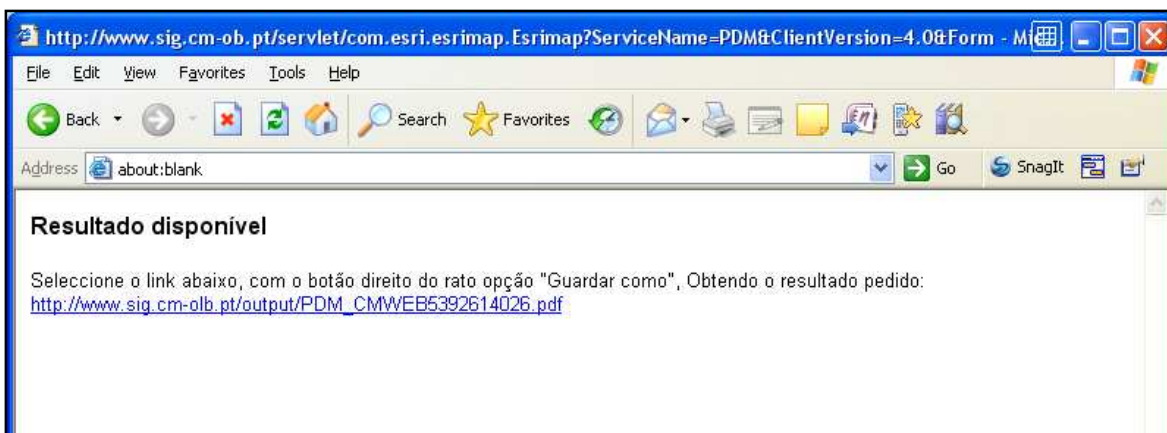 http://www.sig.cm-ob.pt/servlet/com.esri.esrimap.Esrimap?ServiceName=PDM&ClientVersion=4.0&Form - Mi
File Edit View Favorites Tools Help
Back Search Favorites
Address about:blank Go SnagIt
Resultado disponível
Seleccione o link abaixo, com o botão direito do rato opção "Guardar como", Obtendo o resultado pedido:
http://www.sig.cm-olb.pt/output/PDM_CMWEB5392614026.pdf